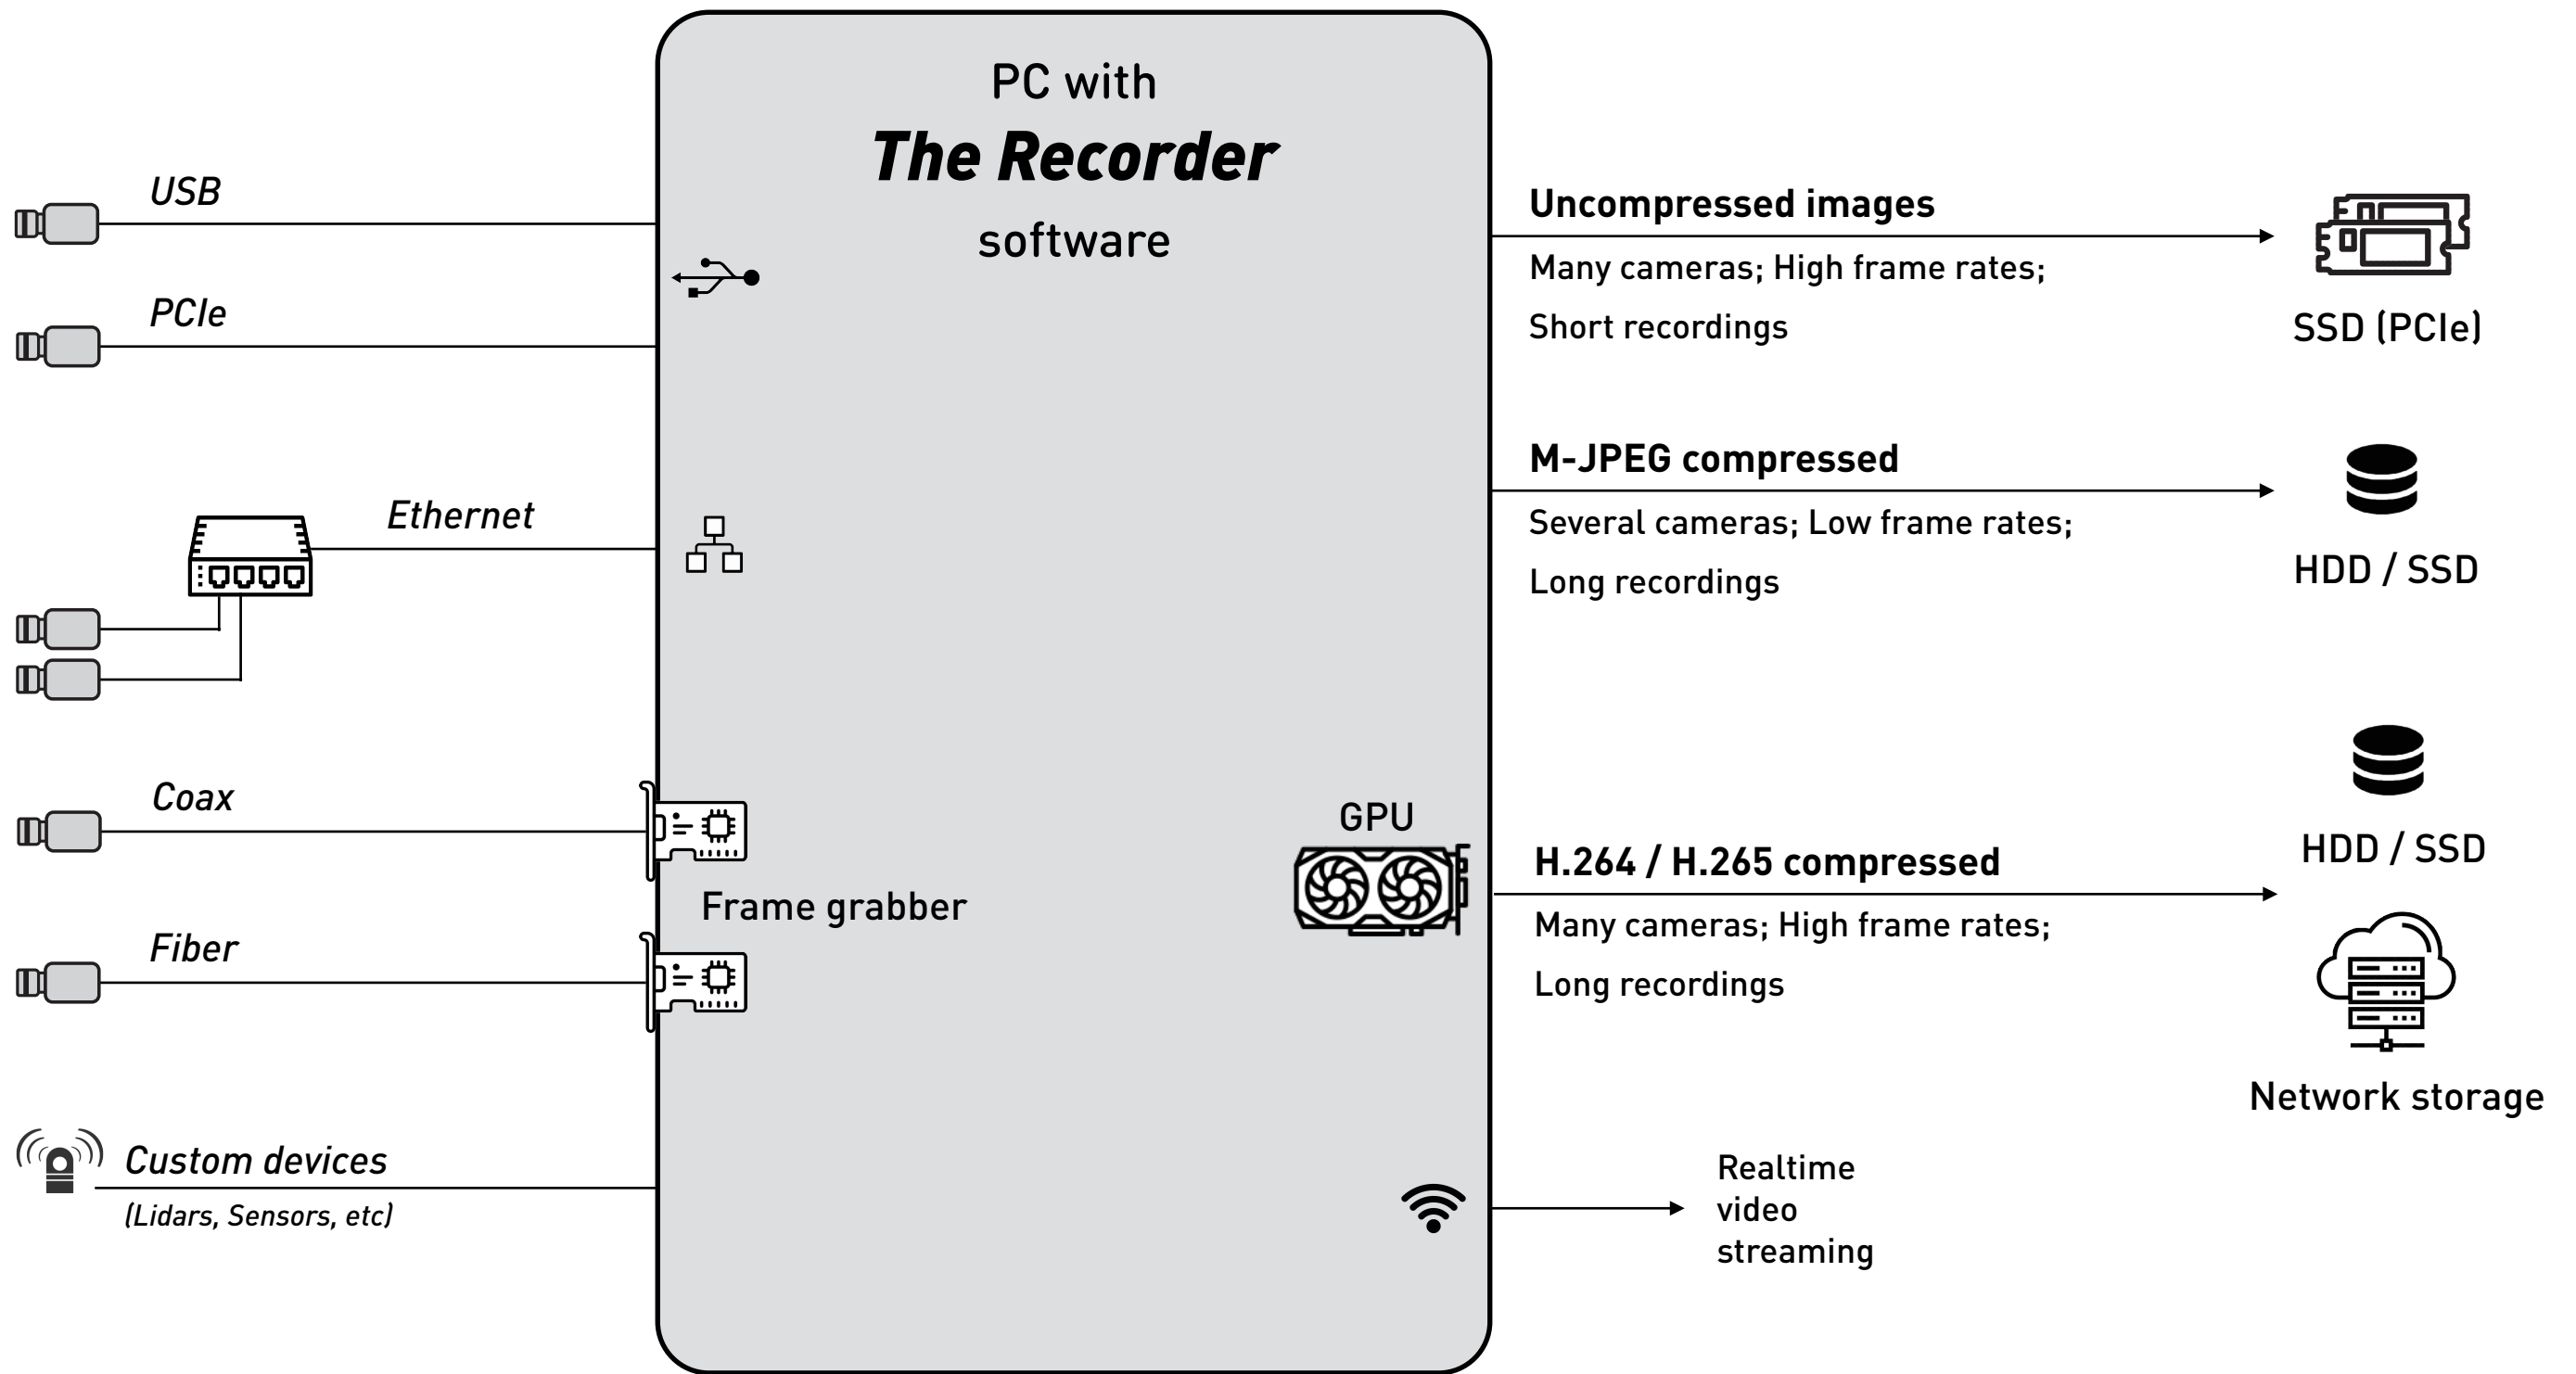 PC with
The Recorder
software
USB
PCIe
Ethernet
Coax
Fiber
Frame grabber
Custom devices
(Lidars, Sensors, etc)
GPU
Uncompressed images
Many cameras; High frame rates;
Short recordings
SSD (PCIe)
M-JPEG compressed
Several cameras; Low frame rates;
Long recordings
HDD / SSD
H.264 / H.265 compressed
Many cameras; High frame rates;
Long recordings
HDD / SSD
Network storage
Realtime
video
streaming